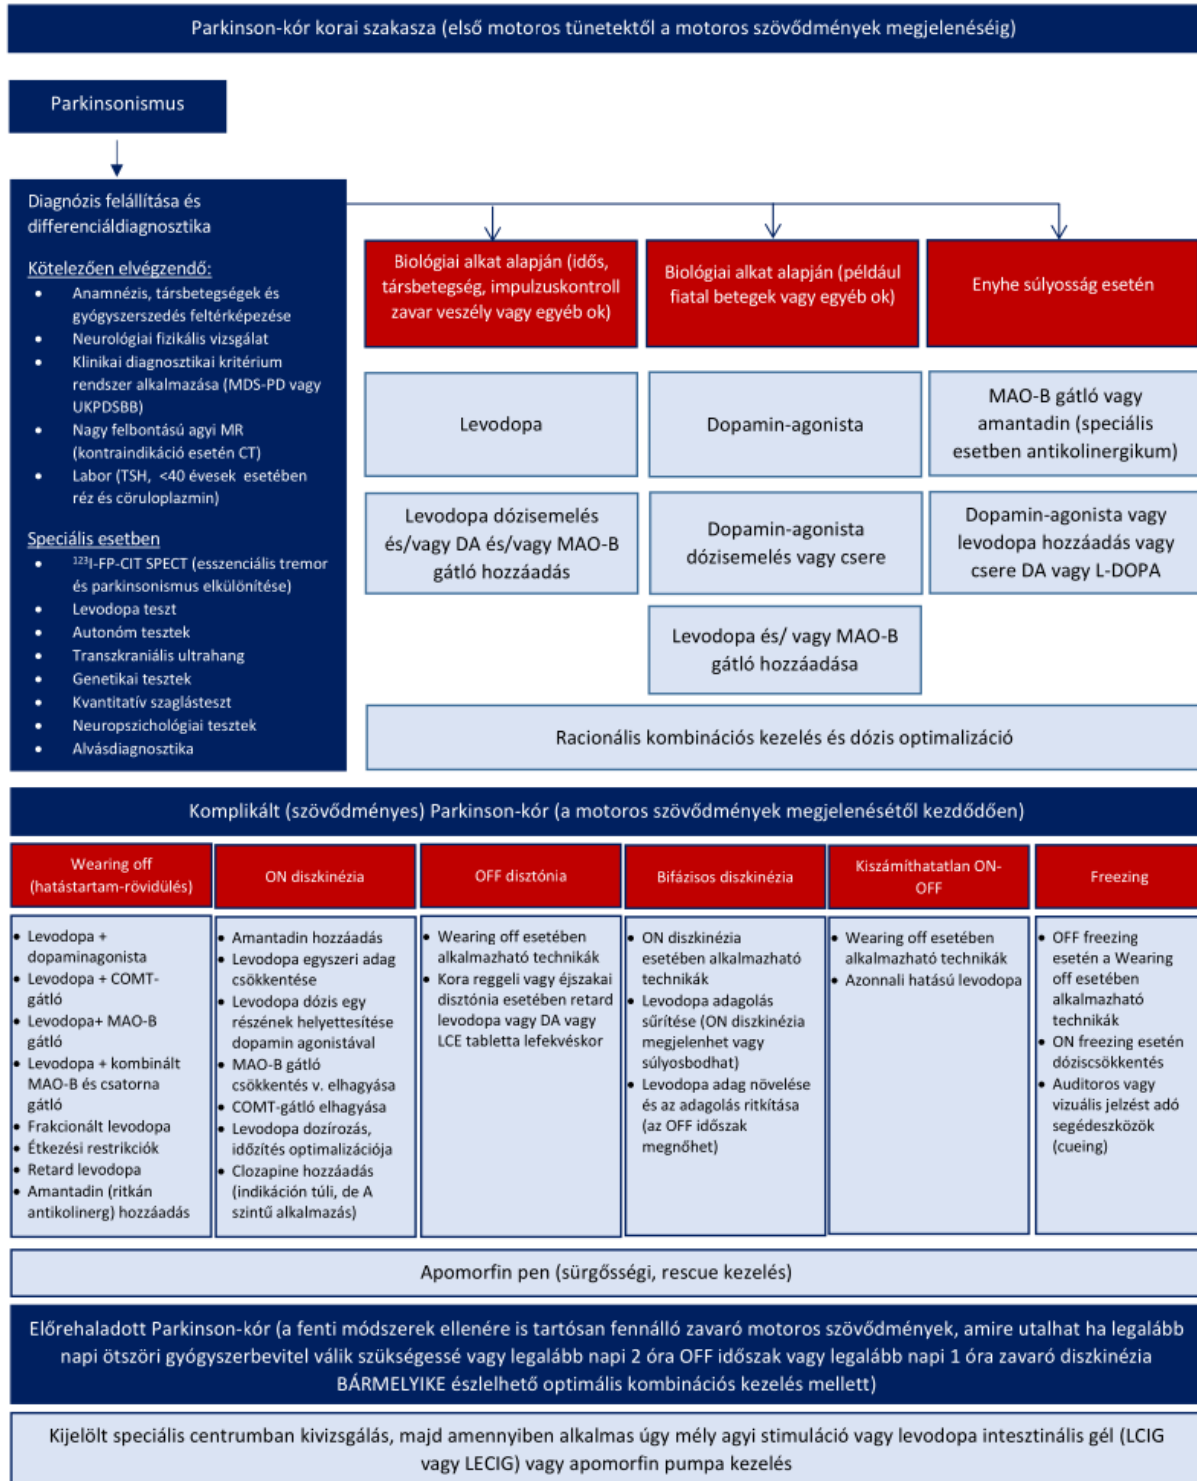 Parkinson-kór korai szakasza (első motoros tünetektől a motoros szövődmények megjelenéséig)
Parkinsonismus
Diagnózis felállítása és
differenciáldiagnosztika
Kötelezően elvégzendő:
• Anamnézis, társbetegségek és
gyógyszerszedés feltérképezése
• Neurológiai fizikális vizsgálat
• Klinikai diagnosztikai kritérium
rendszer alkalmazása (MDS-PD vagy
UKPDSBB)
• Nagy felbontású agyi MR
(kontraindikáció esetén CT)
• Labor (TSH, <40 évesek esetében
réz és cöruloplazmin)
Speciális esetben
• ¹²³I-FP-CIT SPECT (esszenciális tremor
és parkinsonismus elkülönítése)
• Levodopa teszt
• Autonóm tesztek
• Transzkraniális ultrahang
• Genetikai tesztek
• Kvantitatív szaglásteszt
• Neuropszichológiai tesztek
• Alvásdiagnosztika
Biológiai alkat alapján (idős,
társbetegség, impulzuskontroll
zavar veszély vagy egyéb ok)
Levodopa
Levodopa dózisemelés
és/vagy DA és/vagy MAO-B
gátló hozzáadás
Biológiai alkat alapján (például
fiatal betegek vagy egyéb ok)
Dopamin-agonista
Dopamin-agonista
dózisemelés vagy csere
Levodopa és/ vagy MAO-B
gátló hozzáadása
Enyhe súlyosság esetén
MAO-B gátló vagy
amantadin (speciális
esetben antikolinergikum)
Dopamin-agonista vagy
levodopa hozzáadás vagy
csere DA vagy L-DOPA
Racionális kombinációs kezelés és dózis optimalizáció
Komplikált (szövődményes) Parkinson-kór (a motoros szövődmények megjelenésétől kezdődően)
Wearing off
(hatástartam-rövidülés)
• Levodopa +
dopaminagonista
• Levodopa + COMT-
gátló
• Levodopa+ MAO-B
gátló
• Levodopa + kombinált
MAO-B és csatorna
gátló
• Frakcionált levodopa
• Étkezési restrikciók
• Retard levodopa
• Amantadin (ritkán
antikolinerg) hozzáadás
ON diszkinézia
• Amantadin hozzáadás
• Levodopa egyszeri adag
csökkentése
• Levodopa dózis egy
részének helyettesítése
dopamin agonistával
• MAO-B gátló
csökkentés v. elhagyása
• COMT-gátló elhagyása
• Levodopa dozírozás,
időzítés optimalizációja
• Clozapine hozzáadás
(indikáción túli, de A
szintű alkalmazás)
OFF disztónia
• Wearing off esetében
alkalmazható technikák
• Kora reggeli vagy éjszakai
disztónia esetében retard
levodopa vagy DA vagy
LCE tabletta lefekvéskor
Bifázisos diszkinézia
• ON diszkinézia
esetében alkalmazható
technikák
• Levodopa adagolás
sűrítése (ON diszkinézia
megjelenhet vagy
súlyosbodhat)
• Levodopa adag növelése
és az adagolás ritkítása
(az OFF időszak
megnőhet)
Kiszámíthatatlan ON-
OFF
• Wearing off esetében
alkalmazható technikák
• Azonnali hatású levodopa
Freezing
• OFF freezing
esetén a Wearing
off esetében
alkalmazható
technikák
• ON freezing esetén
dóziscsökkentés
• Auditoros vagy
vizuális jelzést adó
segédeszközök
(cueing)
Apomorfin pen (sürgősségi, rescue kezelés)
Előrehaladott Parkinson-kór (a fenti módszerek ellenére is tartósan fennálló zavaró motoros szövődmények, amire utalhat ha legalább
napi ötszöri gyógyszerbevitel válik szükségessé vagy legalább napi 2 óra OFF időszak vagy legalább napi 1 óra zavaró diszkinézia
BÁRMELYIKE észlelhető optimális kombinációs kezelés mellett)
Kijelölt speciális centrumban kivizsgálás, majd amennyiben alkalmas úgy mély agyi stimuláció vagy levodopa intesztinális gél (LCIG
vagy LECIG) vagy apomorfin pumpa kezelés